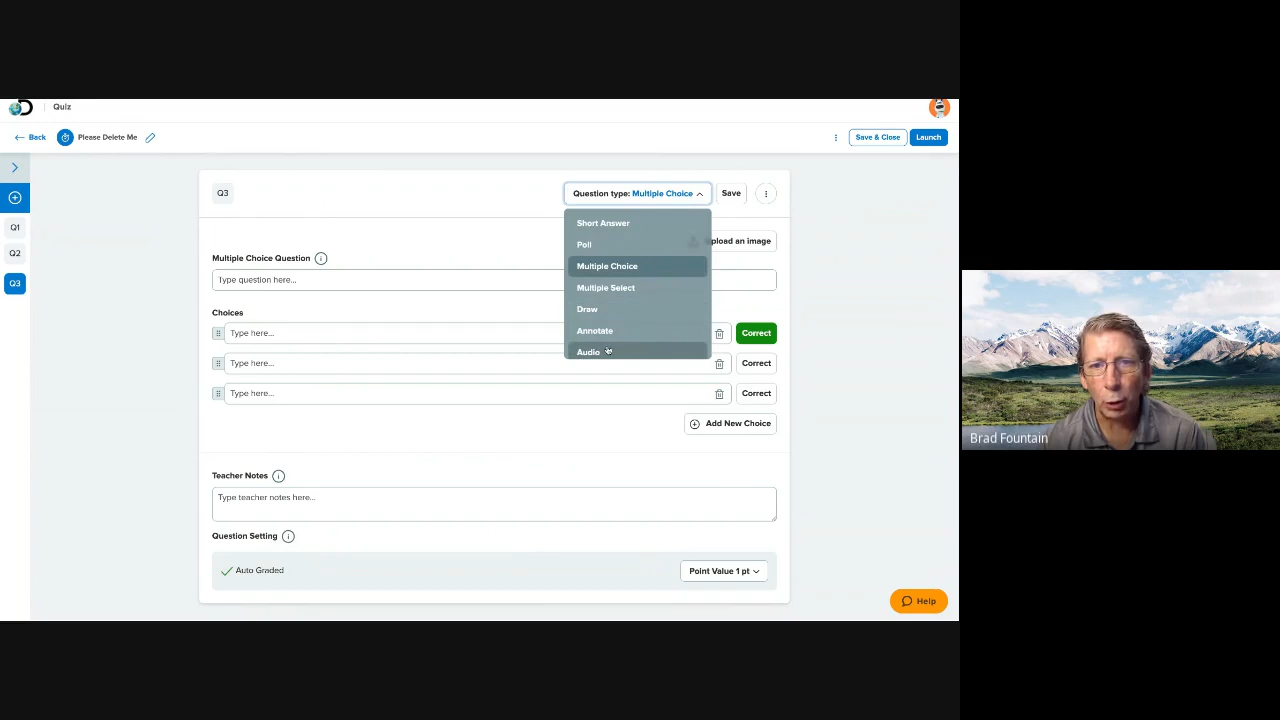 Quiz
Back
Please Delete Me
Save & Close
Launch
Q3
Question type: Multiple Choice
Save
Short Answer
Poll
Multiple Choice
Multiple Select
Draw
Annotate
Audio
Q1
Q2
Q3
pload an image
Multiple Choice Question
Type question here...
Choices
Type here...
Correct
Type here...
Correct
Type here...
Correct
Add New Choice
Teacher Notes
Type teacher notes here...
Question Setting
Auto Graded
Point Value 1 pt
Help
Brad Fountain